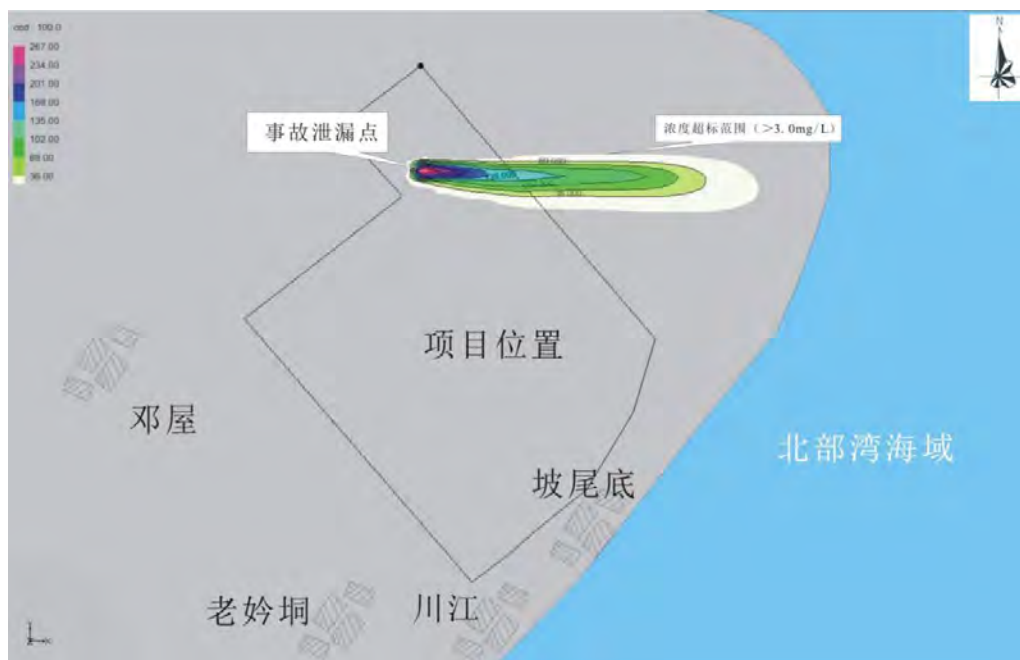 cod 100.0
267.00
234.00
201.00
168.00
135.00
102.00
69.00
36.00
N
事故泄漏点
浓度超标范围（>3.0mg/L）
项目位置
邓屋
北部湾海域
坡尾底
老妗垌
川江